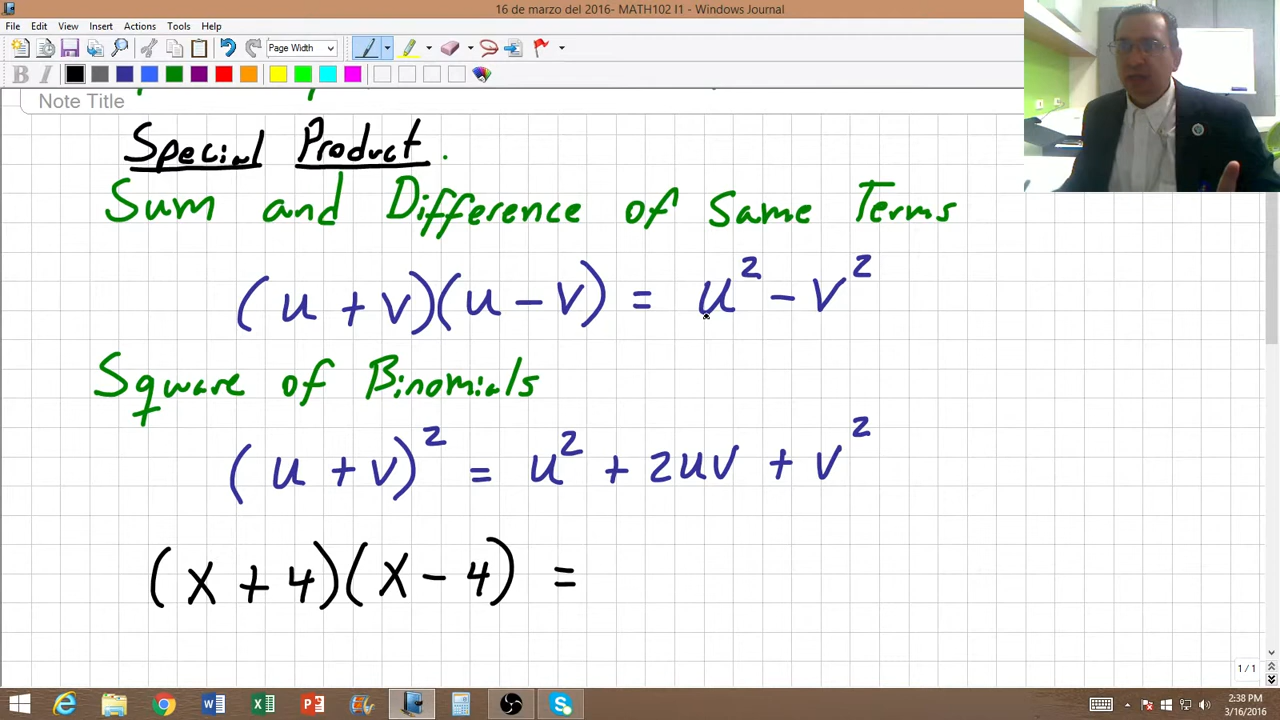 16 de marzo del 2016- MATH102 I1 - Windows Journal
File Edit View Insert Actions Tools Help
Page Width
B I
Note Title
Special Product.
Sum and Difference of Same Terms
(u + v)(u - v) = u² - v²
Square of Binomials
(u + v)² = u² + 2uv + v²
(x + 4)(x - 4) =
1 / 1
2:38 PM
3/16/2016